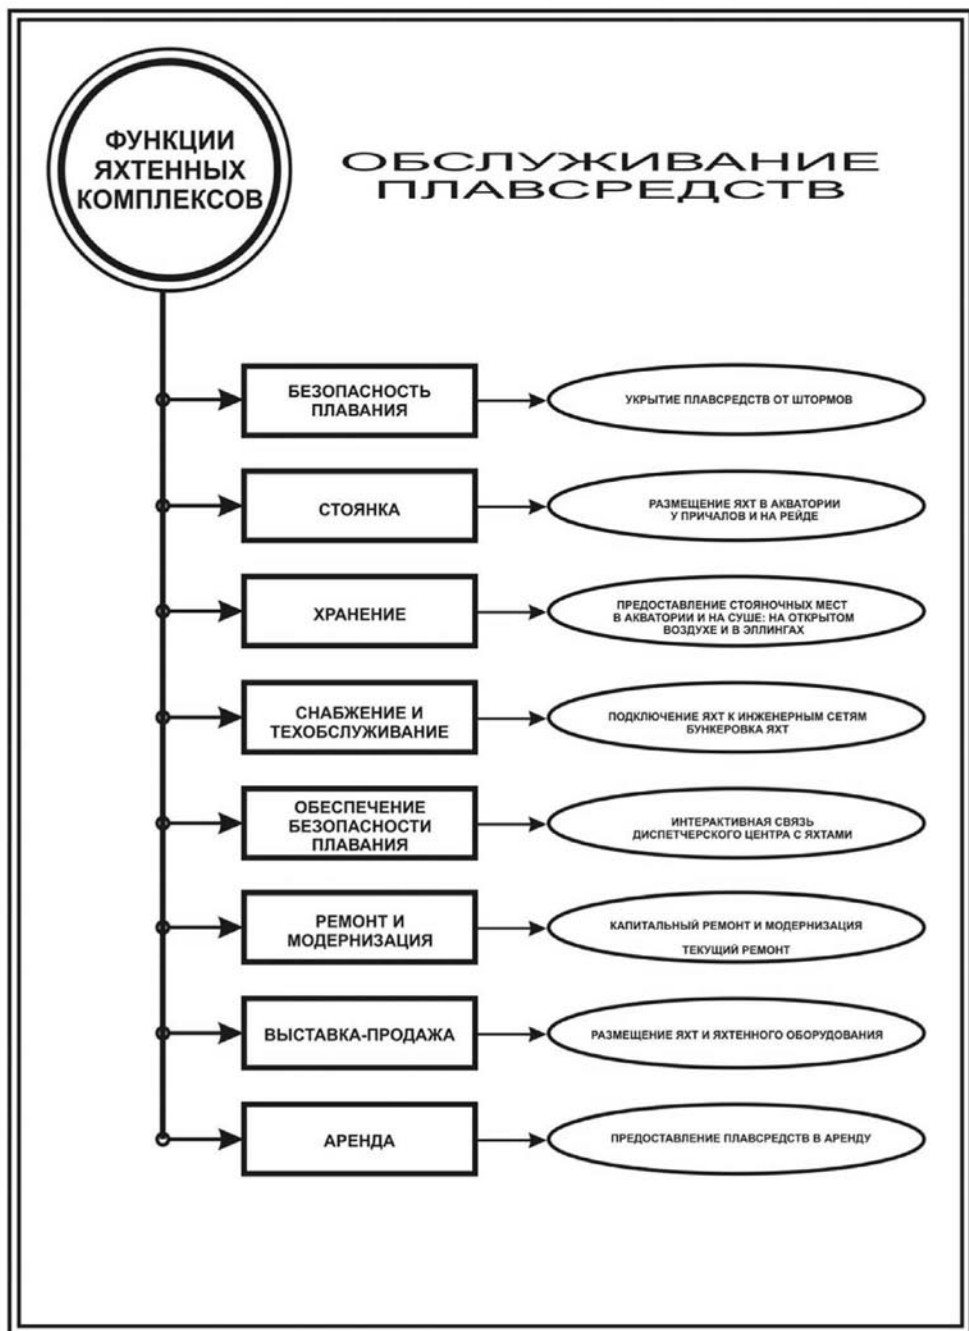 ФУНКЦИИ
ЯХТЕННЫХ
КОМПЛЕКСОВ
ОБСЛУЖИВАНИЕ
ПЛАВСРЕДСТВ
БЕЗОПАСНОСТЬ
ПЛАВАНИЯ
УКРЫТИЕ ПЛАВСРЕДСТВ ОТ ШТОРМОВ
СТОЯНКА
РАЗМЕЩЕНИЕ ЯХТ В АКВАТОРИИ
У ПРИЧАЛОВ И НА РЕЙДЕ
ХРАНЕНИЕ
ПРЕДОСТАВЛЕНИЕ СТОЯНОЧНЫХ МЕСТ
В АКВАТОРИИ И НА СУШЕ: НА ОТКРЫТОМ
ВОЗДУХЕ И В ЭЛЛИНГАХ
СНАБЖЕНИЕ И
ТЕХОБСЛУЖИВАНИЕ
ПОДКЛЮЧЕНИЕ ЯХТ К ИНЖЕНЕРНЫМ СЕТЯМ
БУНКЕРОВКА ЯХТ
ОБЕСПЕЧЕНИЕ
БЕЗОПАСНОСТИ
ПЛАВАНИЯ
ИНТЕРАКТИВНАЯ СВЯЗЬ
ДИСПЕТЧЕРСКОГО ЦЕНТРА С ЯХТАМИ
РЕМОНТ И
МОДЕРНИЗАЦИЯ
КАПИТАЛЬНЫЙ РЕМОНТ И МОДЕРНИЗАЦИЯ
ТЕКУЩИЙ РЕМОНТ
ВЫСТАВКА-ПРОДАЖА
РАЗМЕЩЕНИЕ ЯХТ И ЯХТЕННОГО ОБОРУДОВАНИЯ
АРЕНДА
ПРЕДОСТАВЛЕНИЕ ПЛАВСРЕДСТВ В АРЕНДУ